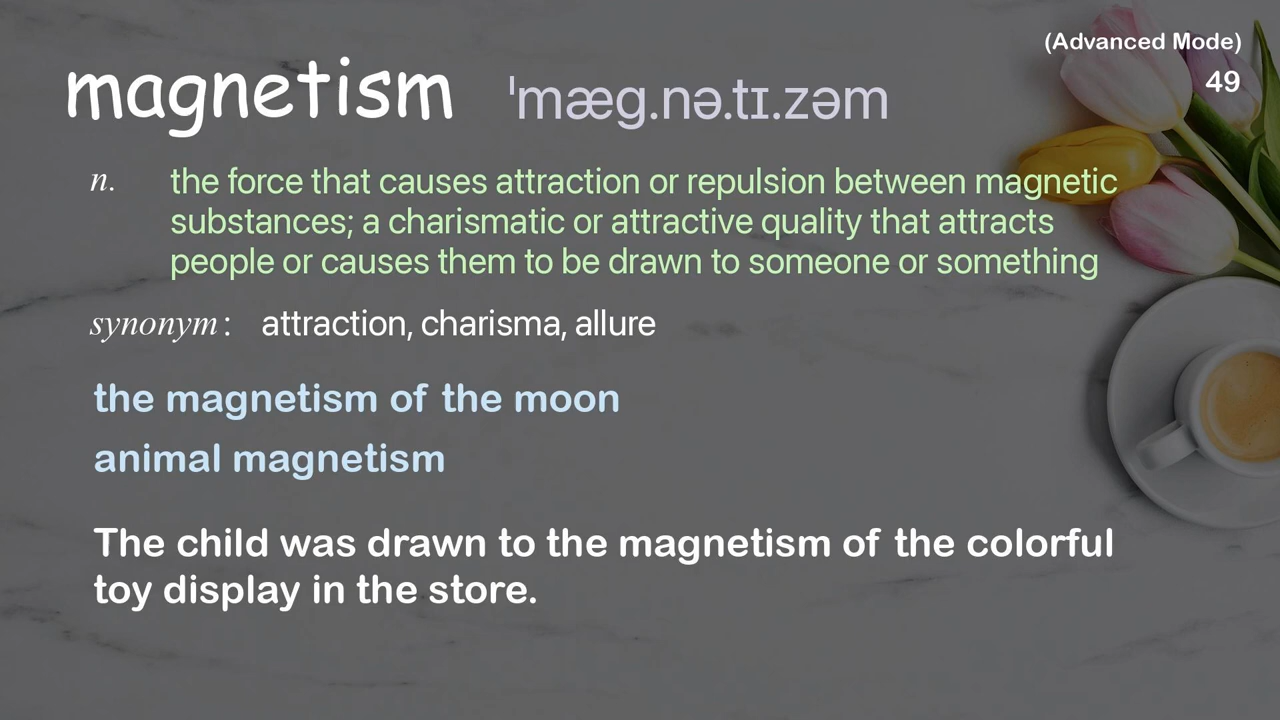 (Advanced Mode)
magnetism ˈmæg.nə.tɪ.zəm
49
n. the force that causes attraction or repulsion between magnetic
substances; a charismatic or attractive quality that attracts
people or causes them to be drawn to someone or something
synonym: attraction, charisma, allure
the magnetism of the moon
animal magnetism
The child was drawn to the magnetism of the colorful
toy display in the store.